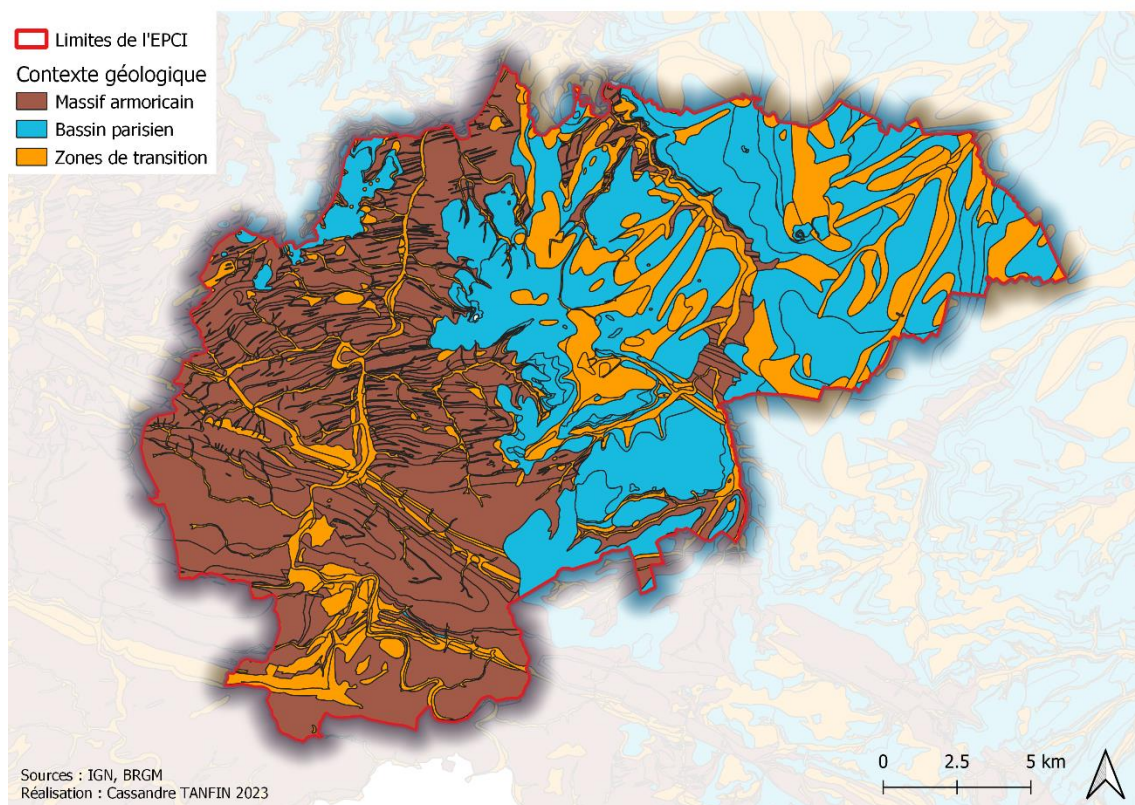 Limites de l'EPCI
Contexte géologique
Massif armoricain
Bassin parisien
Zones de transition
Sources : IGN, BRGM
Réalisation : Cassandre TANFIN 2023
0 2.5 5 km